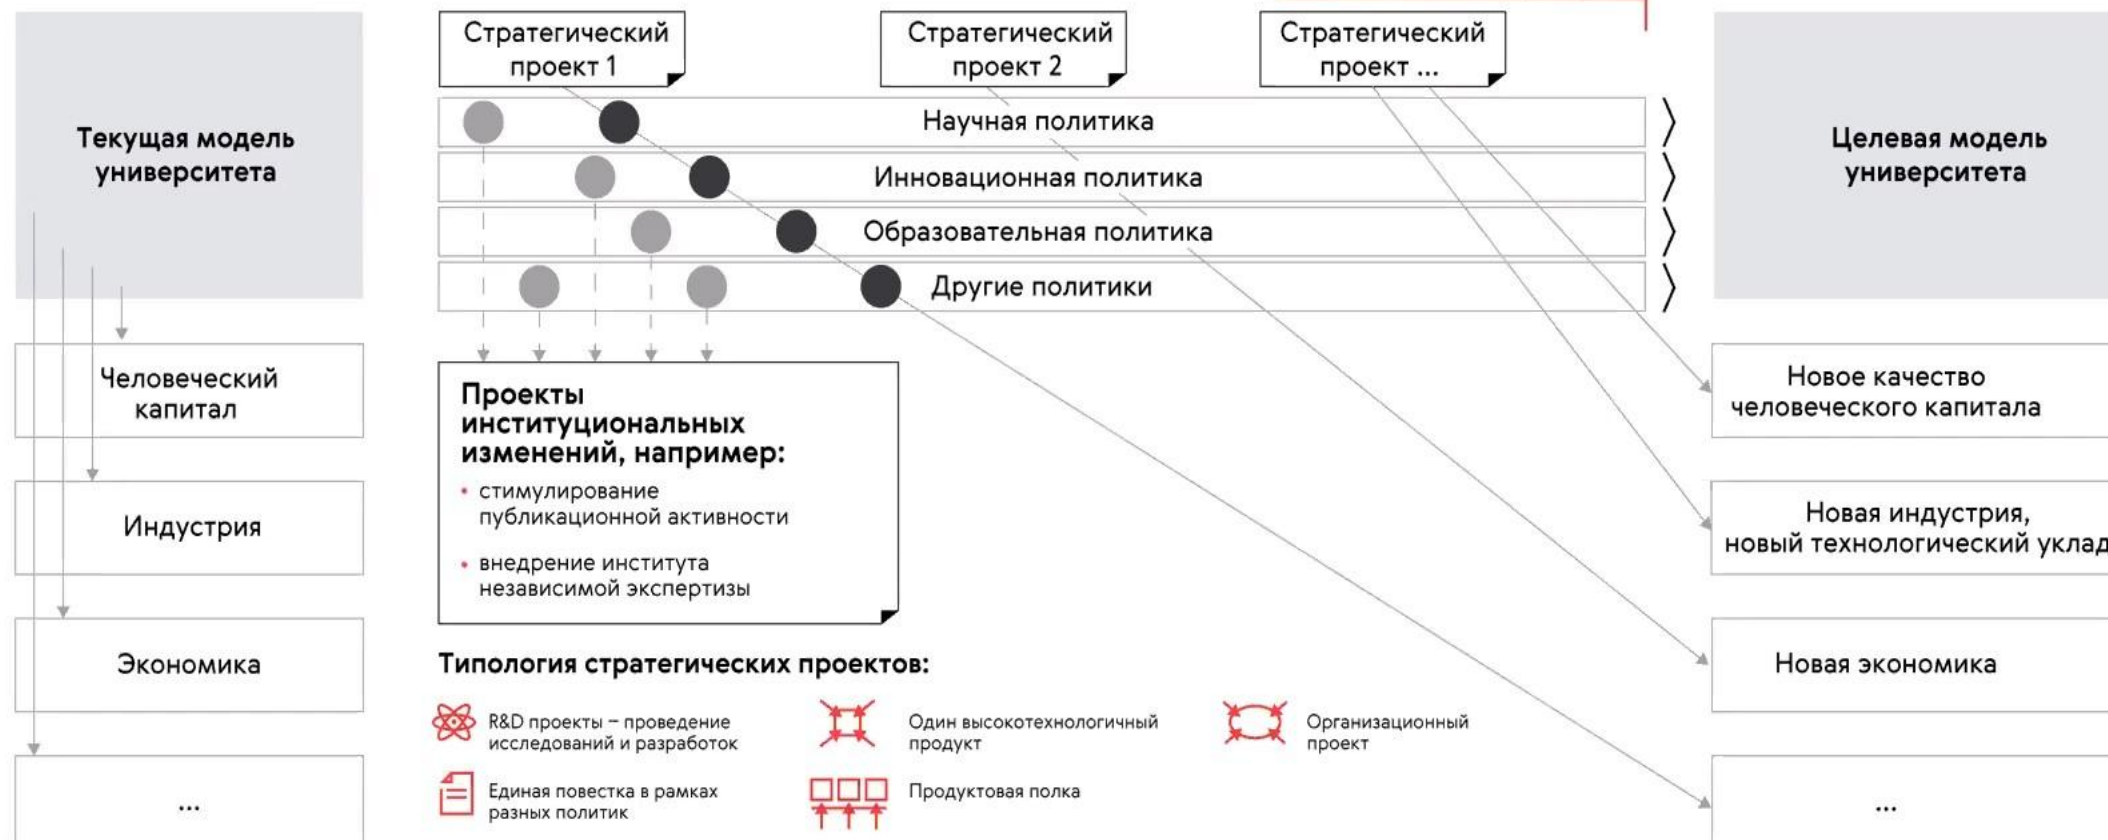 Текущая модель
университета
Человеческий
капитал
Индустрия
Экономика
...
Стратегический
проект 1
Стратегический
проект 2
Стратегический
проект ...
Научная политика
Инновационная политика
Образовательная политика
Другие политики
Проекты
институциональных
изменений, например:
• стимулирование
публикационной активности
• внедрение института
независимой экспертизы
Типология стратегических проектов:
R&D проекты – проведение
исследований и разработок
Один высокотехнологичный
продукт
Организационный
проект
Единая повестка в рамках
разных политик
Продуктовая полка
Целевая модель
университета
Новое качество
человеческого капитала
Новая индустрия,
новый технологический уклад
Новая экономика
...